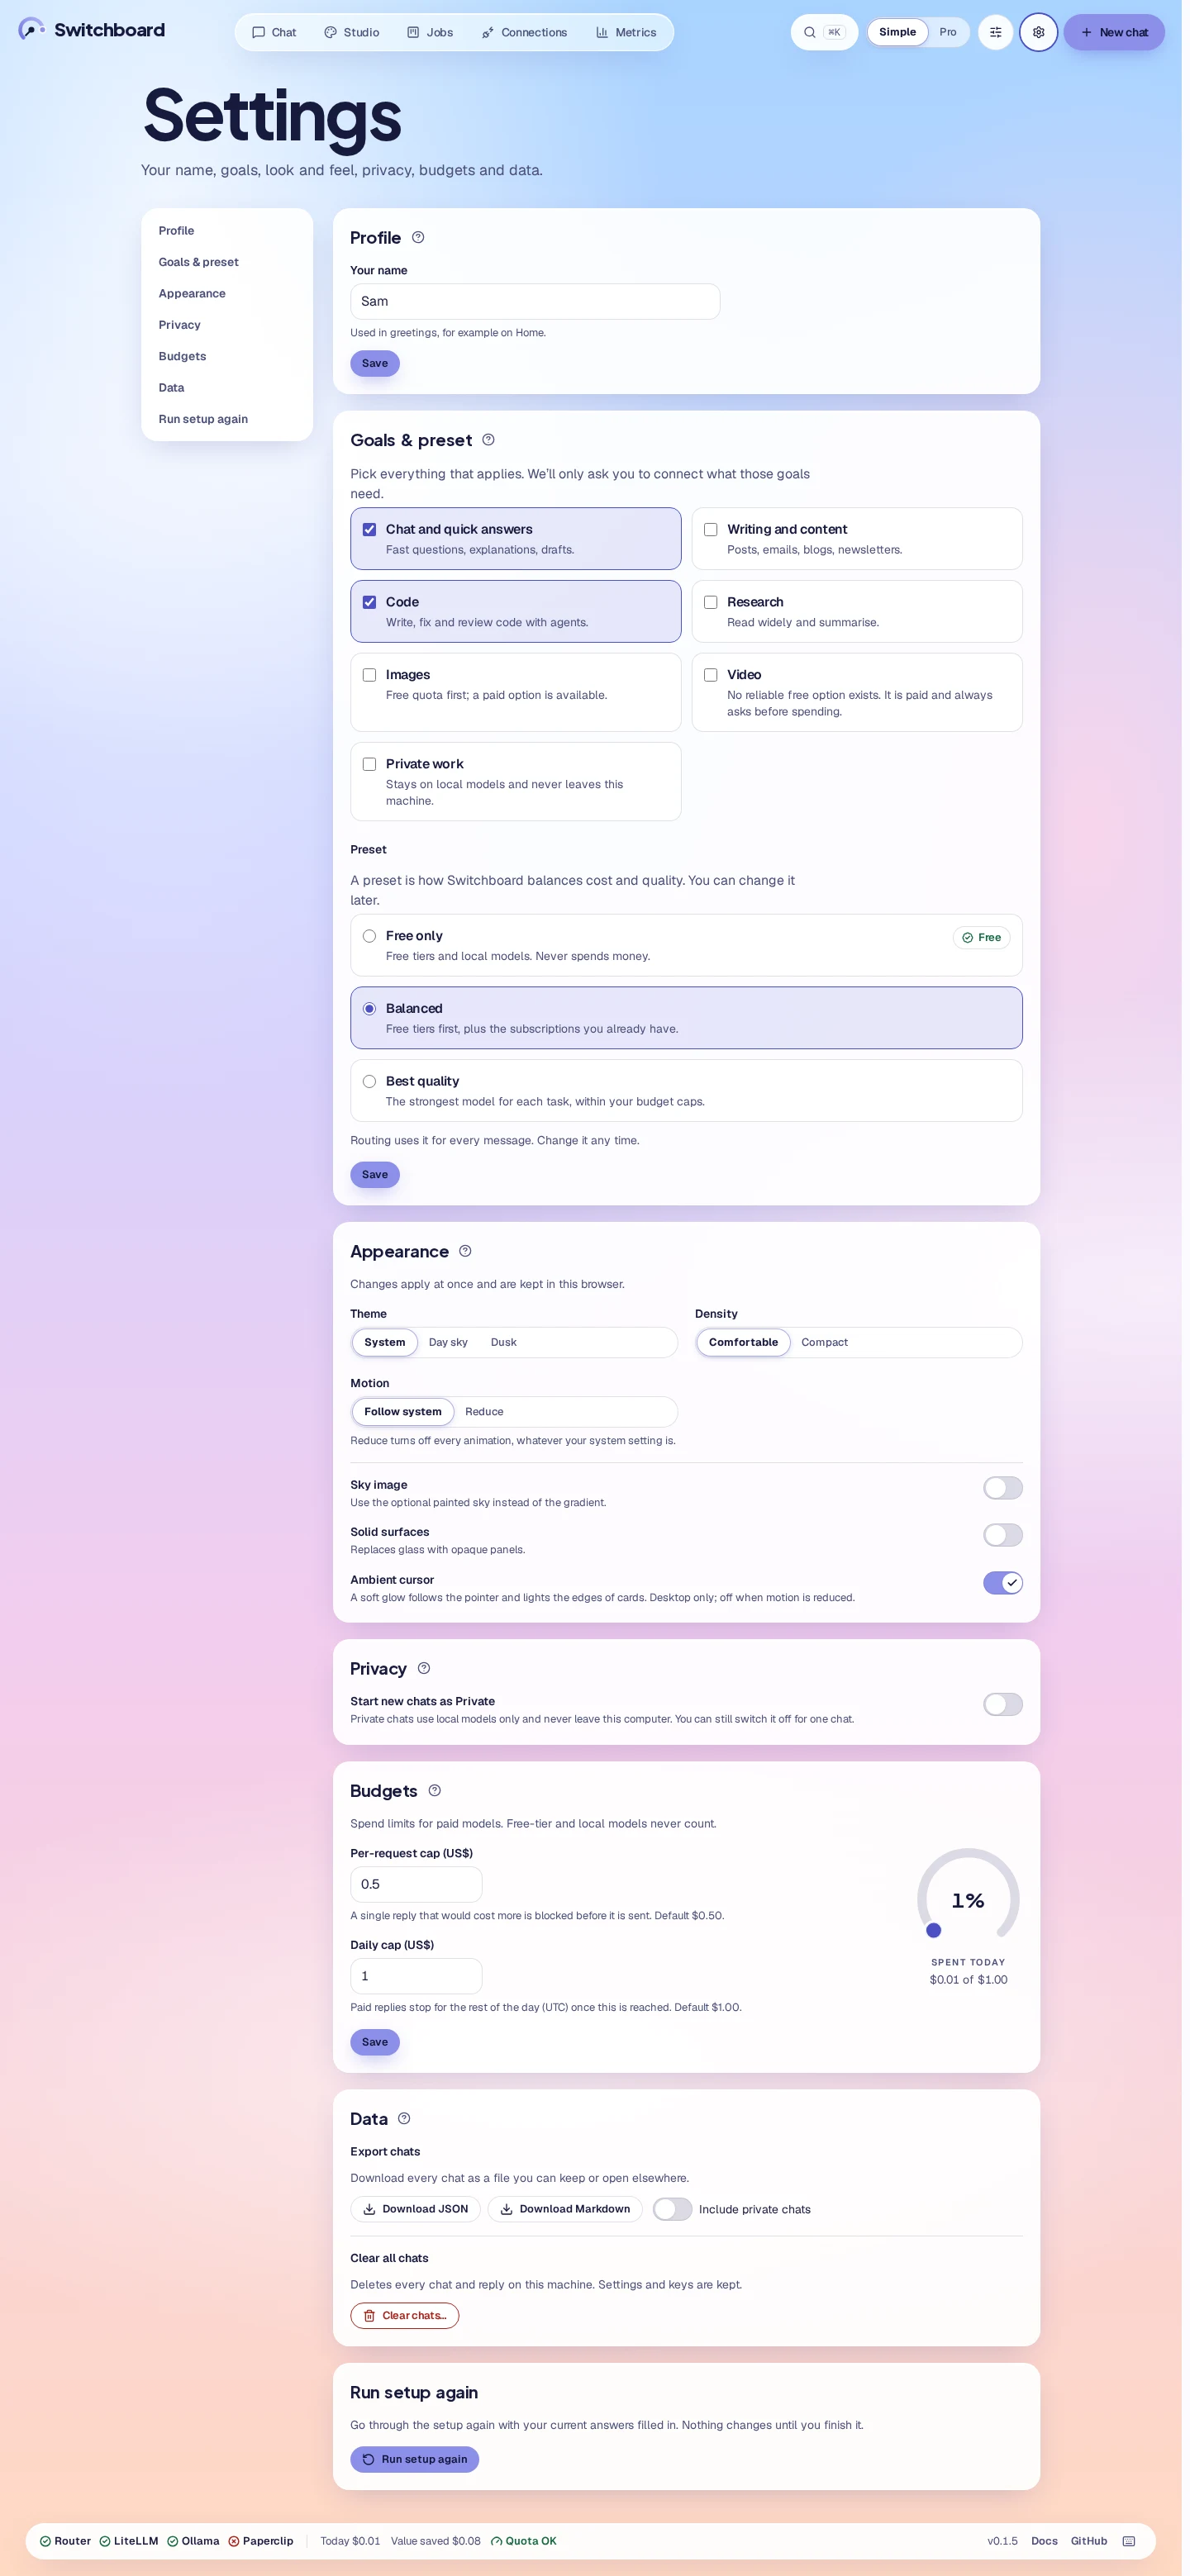 Switchboard
Chat
Studio
Jobs
Connections
Metrics
⌘K
Simple
Pro
New chat
Settings
Your name, goals, look and feel, privacy, budgets and data.
Profile
Goals & preset
Appearance
Privacy
Budgets
Data
Run setup again
Profile
Your name
Sam
Used in greetings, for example on Home.
Save
Goals & preset
Pick everything that applies. We’ll only ask you to connect what those goals
need.
Chat and quick answers
Fast questions, explanations, drafts.
Writing and content
Posts, emails, blogs, newsletters.
Code
Write, fix and review code with agents.
Research
Read widely and summarise.
Images
Free quota first; a paid option is available.
Video
No reliable free option exists. It is paid and always
asks before spending.
Private work
Stays on local models and never leaves this
machine.
Preset
A preset is how Switchboard balances cost and quality. You can change it
later.
Free only
Free tiers and local models. Never spends money.
Free
Balanced
Free tiers first, plus the subscriptions you already have.
Best quality
The strongest model for each task, within your budget caps.
Routing uses it for every message. Change it any time.
Save
Appearance
Changes apply at once and are kept in this browser.
Theme
System
Day sky
Dusk
Density
Comfortable
Compact
Motion
Follow system
Reduce
Reduce turns off every animation, whatever your system setting is.
Sky image
Use the optional painted sky instead of the gradient.
Solid surfaces
Replaces glass with opaque panels.
Ambient cursor
A soft glow follows the pointer and lights the edges of cards. Desktop only; off when motion is reduced.
Privacy
Start new chats as Private
Private chats use local models only and never leave this computer. You can still switch it off for one chat.
Budgets
Spend limits for paid models. Free-tier and local models never count.
Per-request cap (US$)
0.5
A single reply that would cost more is blocked before it is sent. Default $0.50.
Daily cap (US$)
1
Paid replies stop for the rest of the day (UTC) once this is reached. Default $1.00.
Save
1%
SPENT TODAY
$0.01 of $1.00
Data
Export chats
Download every chat as a file you can keep or open elsewhere.
Download JSON
Download Markdown
Include private chats
Clear all chats
Deletes every chat and reply on this machine. Settings and keys are kept.
Clear chats…
Run setup again
Go through the setup again with your current answers filled in. Nothing changes until you finish it.
Run setup again
Router
LiteLLM
Ollama
Paperclip
Today $0.01
Value saved $0.08
Quota OK
v0.1.5
Docs
GitHub